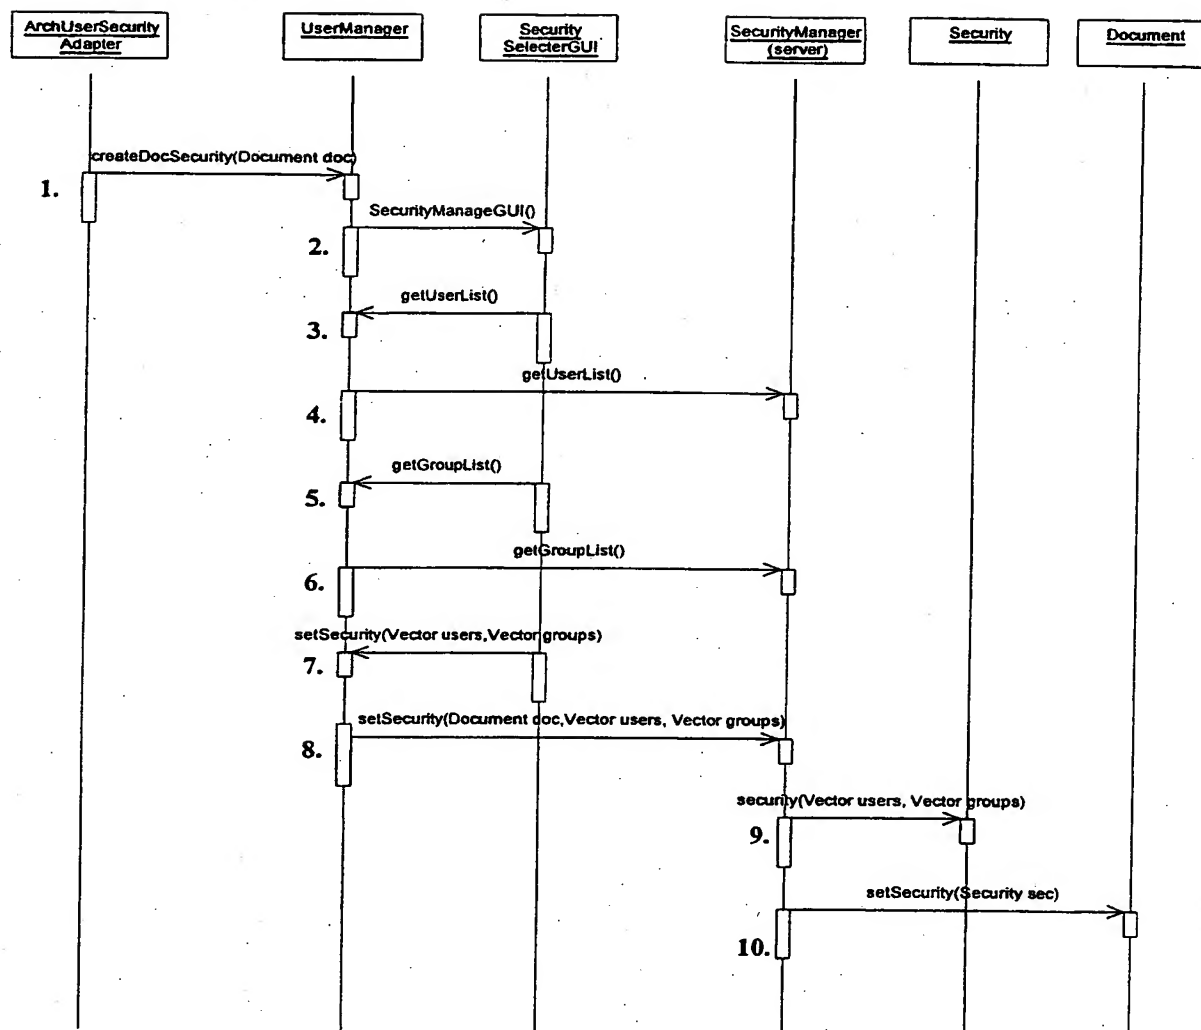 ArchUserSecurity
Adapter
UserManager
Security
SelecterGUI
SecurityManager
(server)
Security
Document
createDocSecurity(Document doc)
1.
SecurityManageGUI()
2.
getUserList()
3.
getUserList()
4.
getGroupList()
5.
getGroupList()
6.
setSecurity(Vector users,Vector groups)
7.
setSecurity(Document doc,Vector users, Vector groups)
8.
security(Vector users, Vector groups)
9.
setSecurity(Security sec)
10.